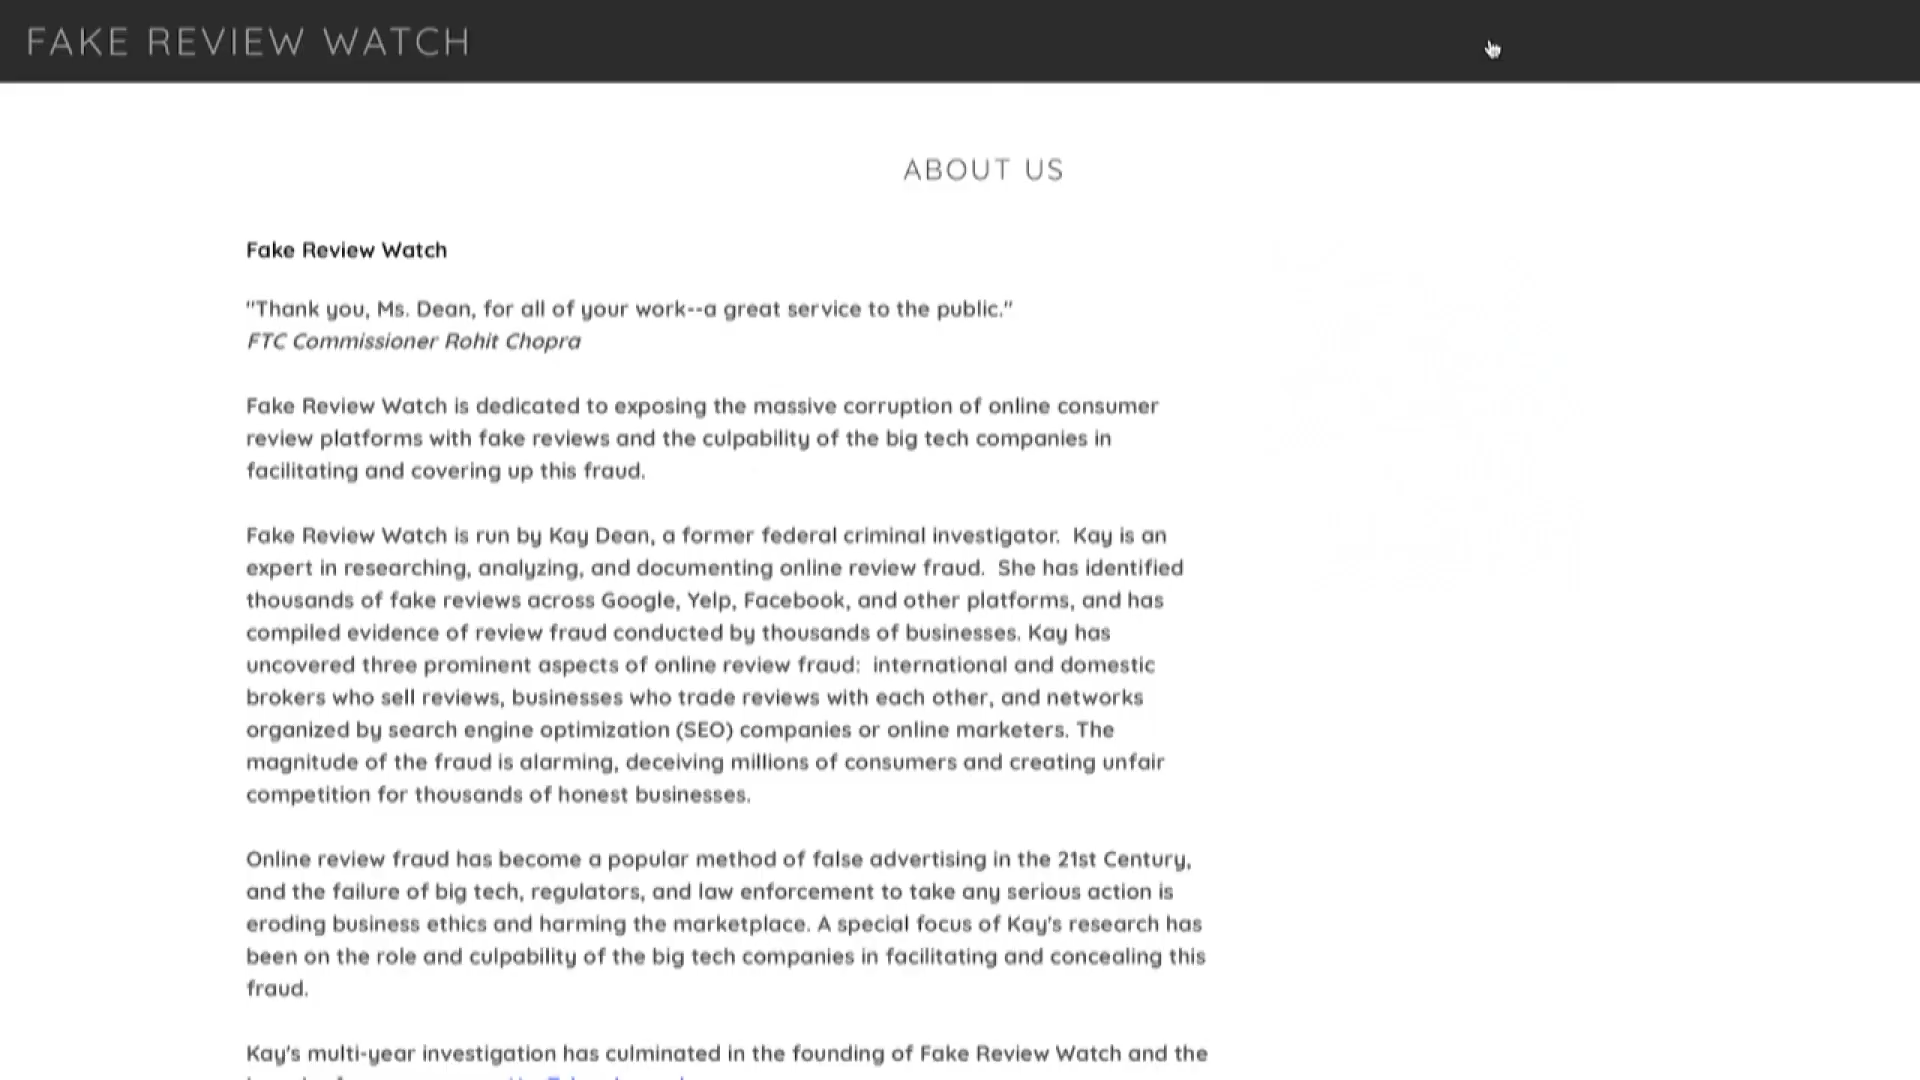 FAKE REVIEW WATCH
ABOUT US
Fake Review Watch
"Thank you, Ms. Dean, for all of your work--a great service to the public."
FTC Commissioner Rohit Chopra
Fake Review Watch is dedicated to exposing the massive corruption of online consumer
review platforms with fake reviews and the culpability of the big tech companies in
facilitating and covering up this fraud.
Fake Review Watch is run by Kay Dean, a former federal criminal investigator.  Kay is an
expert in researching, analyzing, and documenting online review fraud.  She has identified
thousands of fake reviews across Google, Yelp, Facebook, and other platforms, and has
compiled evidence of review fraud conducted by thousands of businesses. Kay has
uncovered three prominent aspects of online review fraud:  international and domestic
brokers who sell reviews, businesses who trade reviews with each other, and networks
organized by search engine optimization (SEO) companies or online marketers. The
magnitude of the fraud is alarming, deceiving millions of consumers and creating unfair
competition for thousands of honest businesses.
Online review fraud has become a popular method of false advertising in the 21st Century,
and the failure of big tech, regulators, and law enforcement to take any serious action is
eroding business ethics and harming the marketplace. A special focus of Kay's research has
been on the role and culpability of the big tech companies in facilitating and concealing this
fraud.
Kay's multi-year investigation has culminated in the founding of Fake Review Watch and the